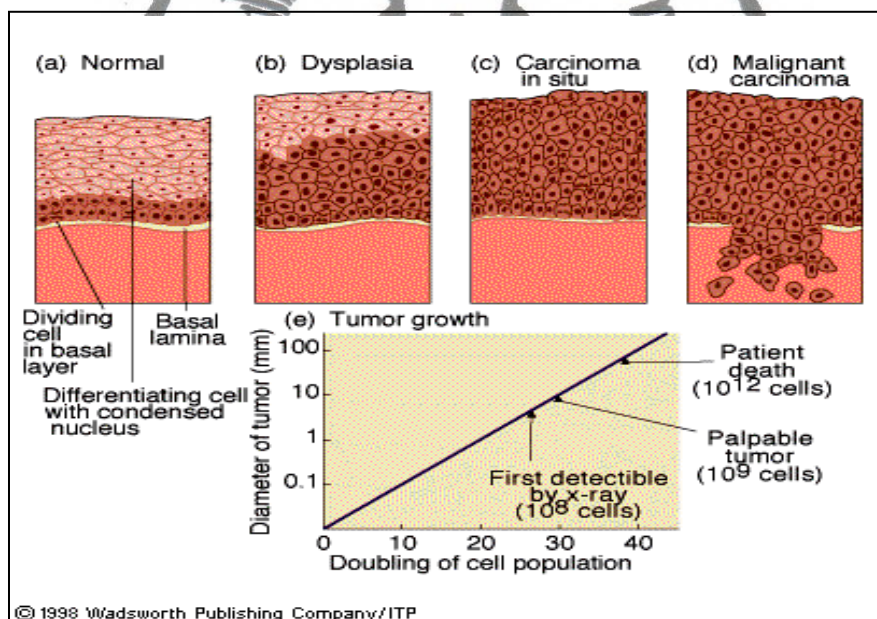 (a) Normal
(b) Dysplasia
(c) Carcinoma
in situ
(d) Malignant
carcinoma
Dividing
cell
in basal
layer
Basal
lamina
Differentiating cell
with condensed
nucleus
(e) Tumor growth
Diameter of tumor (mm)
100
10
1
0.1
0
10
20
30
40
Doubling of cell population
First detectible
by x-ray
(10⁸ cells)
Patient
death
(10¹² cells)
Palpable
tumor
(10⁹ cells)
© 1998 Wadsworth Publishing Company/ITP